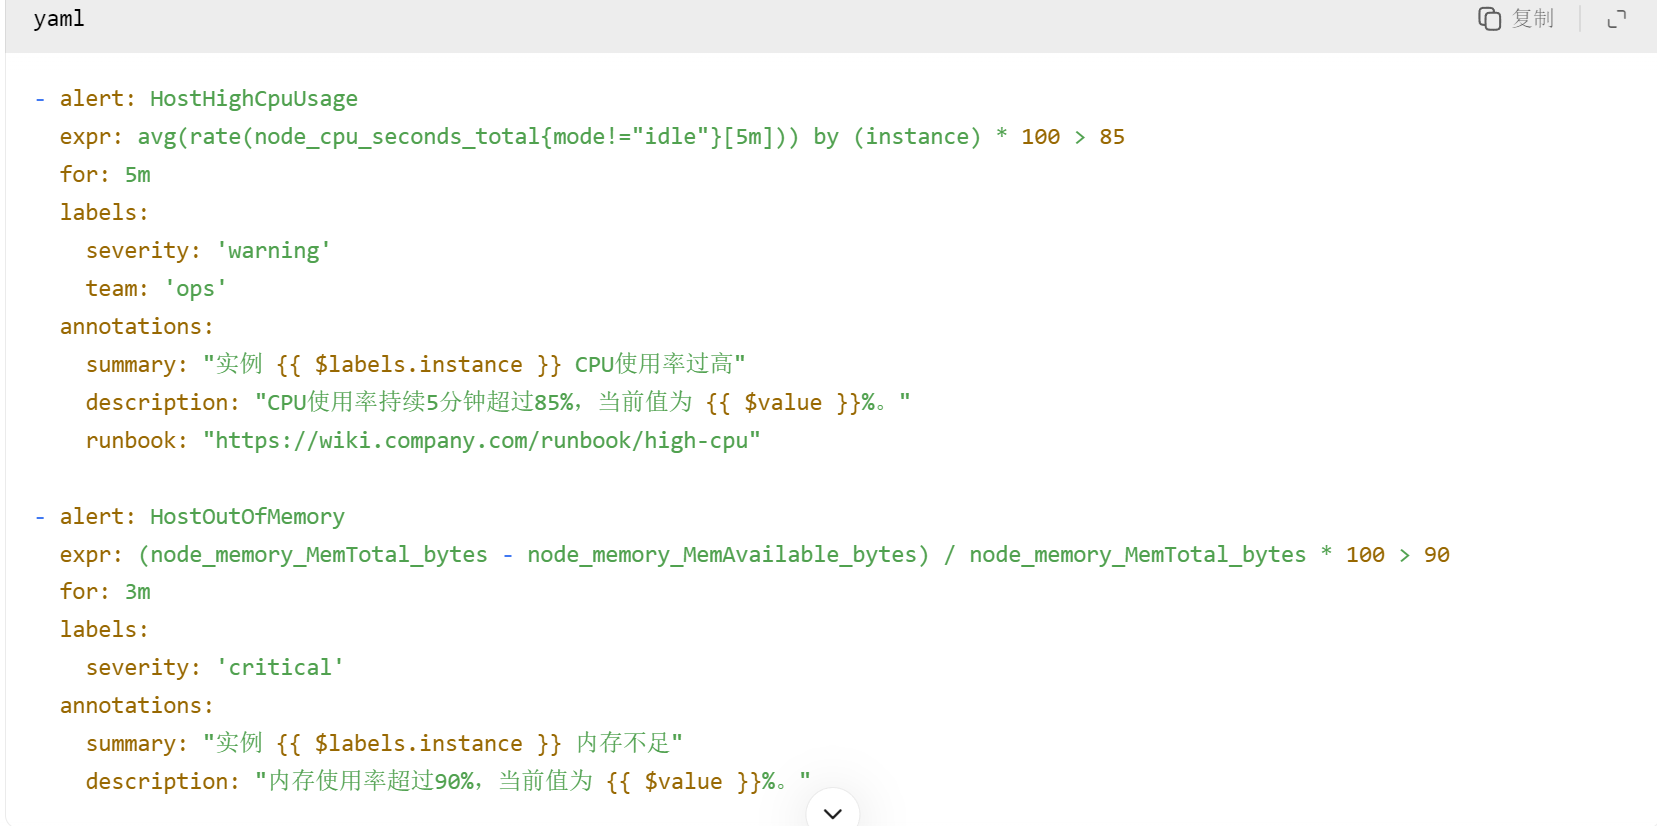 yaml
复制
- alert: HostHighCpuUsage
  expr: avg(rate(node_cpu_seconds_total{mode!="idle"}[5m])) by (instance) * 100 > 85
  for: 5m
  labels:
    severity: 'warning'
    team: 'ops'
  annotations:
    summary: "实例 {{ $labels.instance }} CPU使用率过高"
    description: "CPU使用率持续5分钟超过85%，当前值为 {{ $value }}%。"
    runbook: "https://wiki.company.com/runbook/high-cpu"
- alert: HostOutOfMemory
  expr: (node_memory_MemTotal_bytes - node_memory_MemAvailable_bytes) / node_memory_MemTotal_bytes * 100 > 90
  for: 3m
  labels:
    severity: 'critical'
  annotations:
    summary: "实例 {{ $labels.instance }} 内存不足"
    description: "内存使用率超过90%，当前值为 {{ $value }}%。"